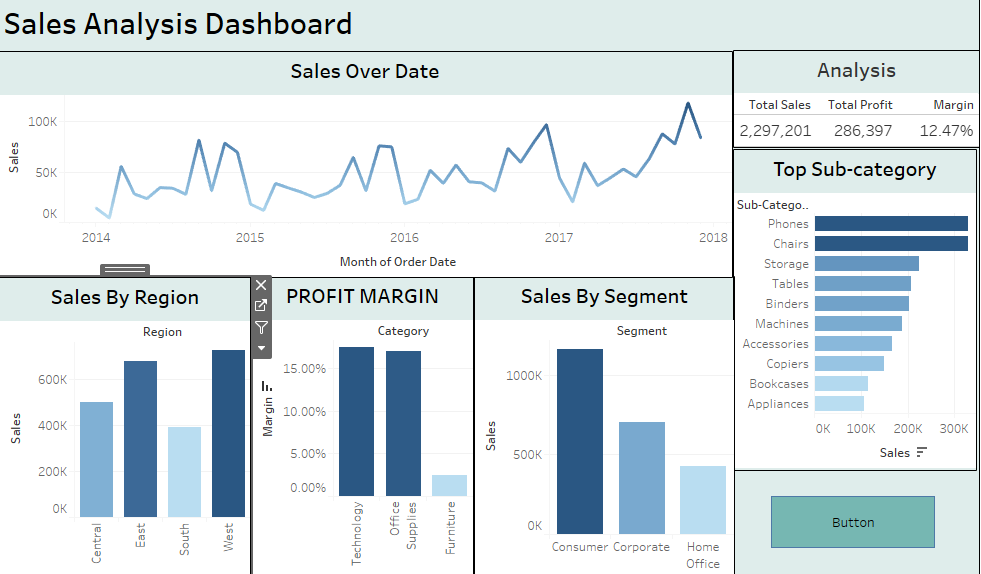 Sales Analysis Dashboard
Sales Over Date
Sales
100K
50K
0K
2014 2015 2016 2017 2018
Month of Order Date
Analysis
Total Sales Total Profit Margin
2,297,201 286,397 12.47%
Top Sub-category
Sub-Catego..
Phones
Chairs
Storage
Tables
Binders
Machines
Accessories
Copiers
Bookcases
Appliances
0K 100K 200K 300K
Sales
Sales By Region
Region
Sales
600K
400K
200K
0K
Central East South West
PROFIT MARGIN
Category
Margin
15.00%
10.00%
5.00%
0.00%
Technology
Office
Supplies
Furniture
Sales By Segment
Segment
Sales
1000K
500K
0K
Consumer Corporate Home
Office
Button